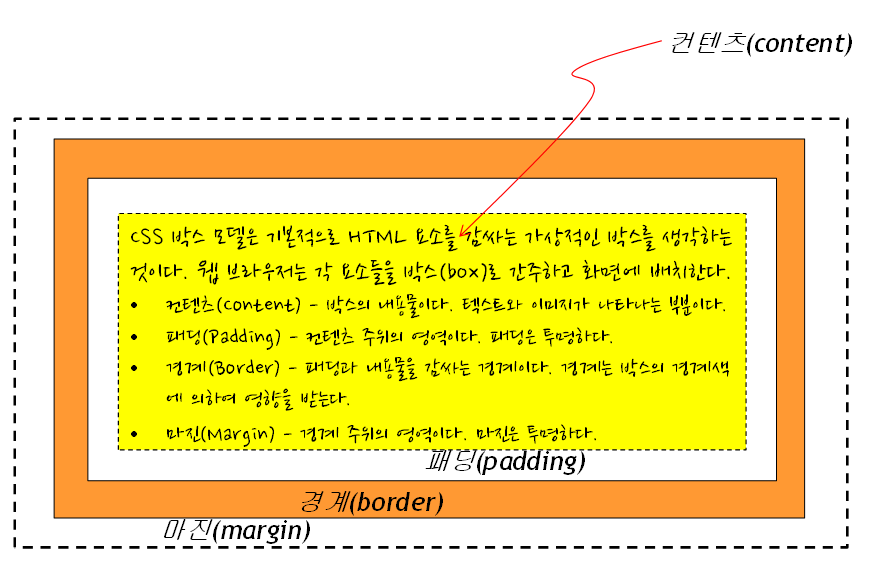 컨텐츠(content)
CSS 박스 모델은 기본적으로 HTML 요소를 감싸는 가상적인 박스를 생각하는
것이다. 웹 브라우저는 각 요소들을 박스(box)로 간주하고 화면에 배치한다.
• 컨텐츠(content) - 박스의 내용물이다. 텍스트와 이미지가 나타나는 부분이다.
• 패딩(Padding) - 컨텐츠 주위의 영역이다. 패딩은 투명하다.
• 경계(Border) - 패딩과 내용물을 감싸는 경계이다. 경계는 박스의 경계색
에 의하여 영향을 받는다.
• 마진(Margin) - 경계 주위의 영역이다. 마진은 투명하다.
패딩(padding)
경계(border)
마진(margin)